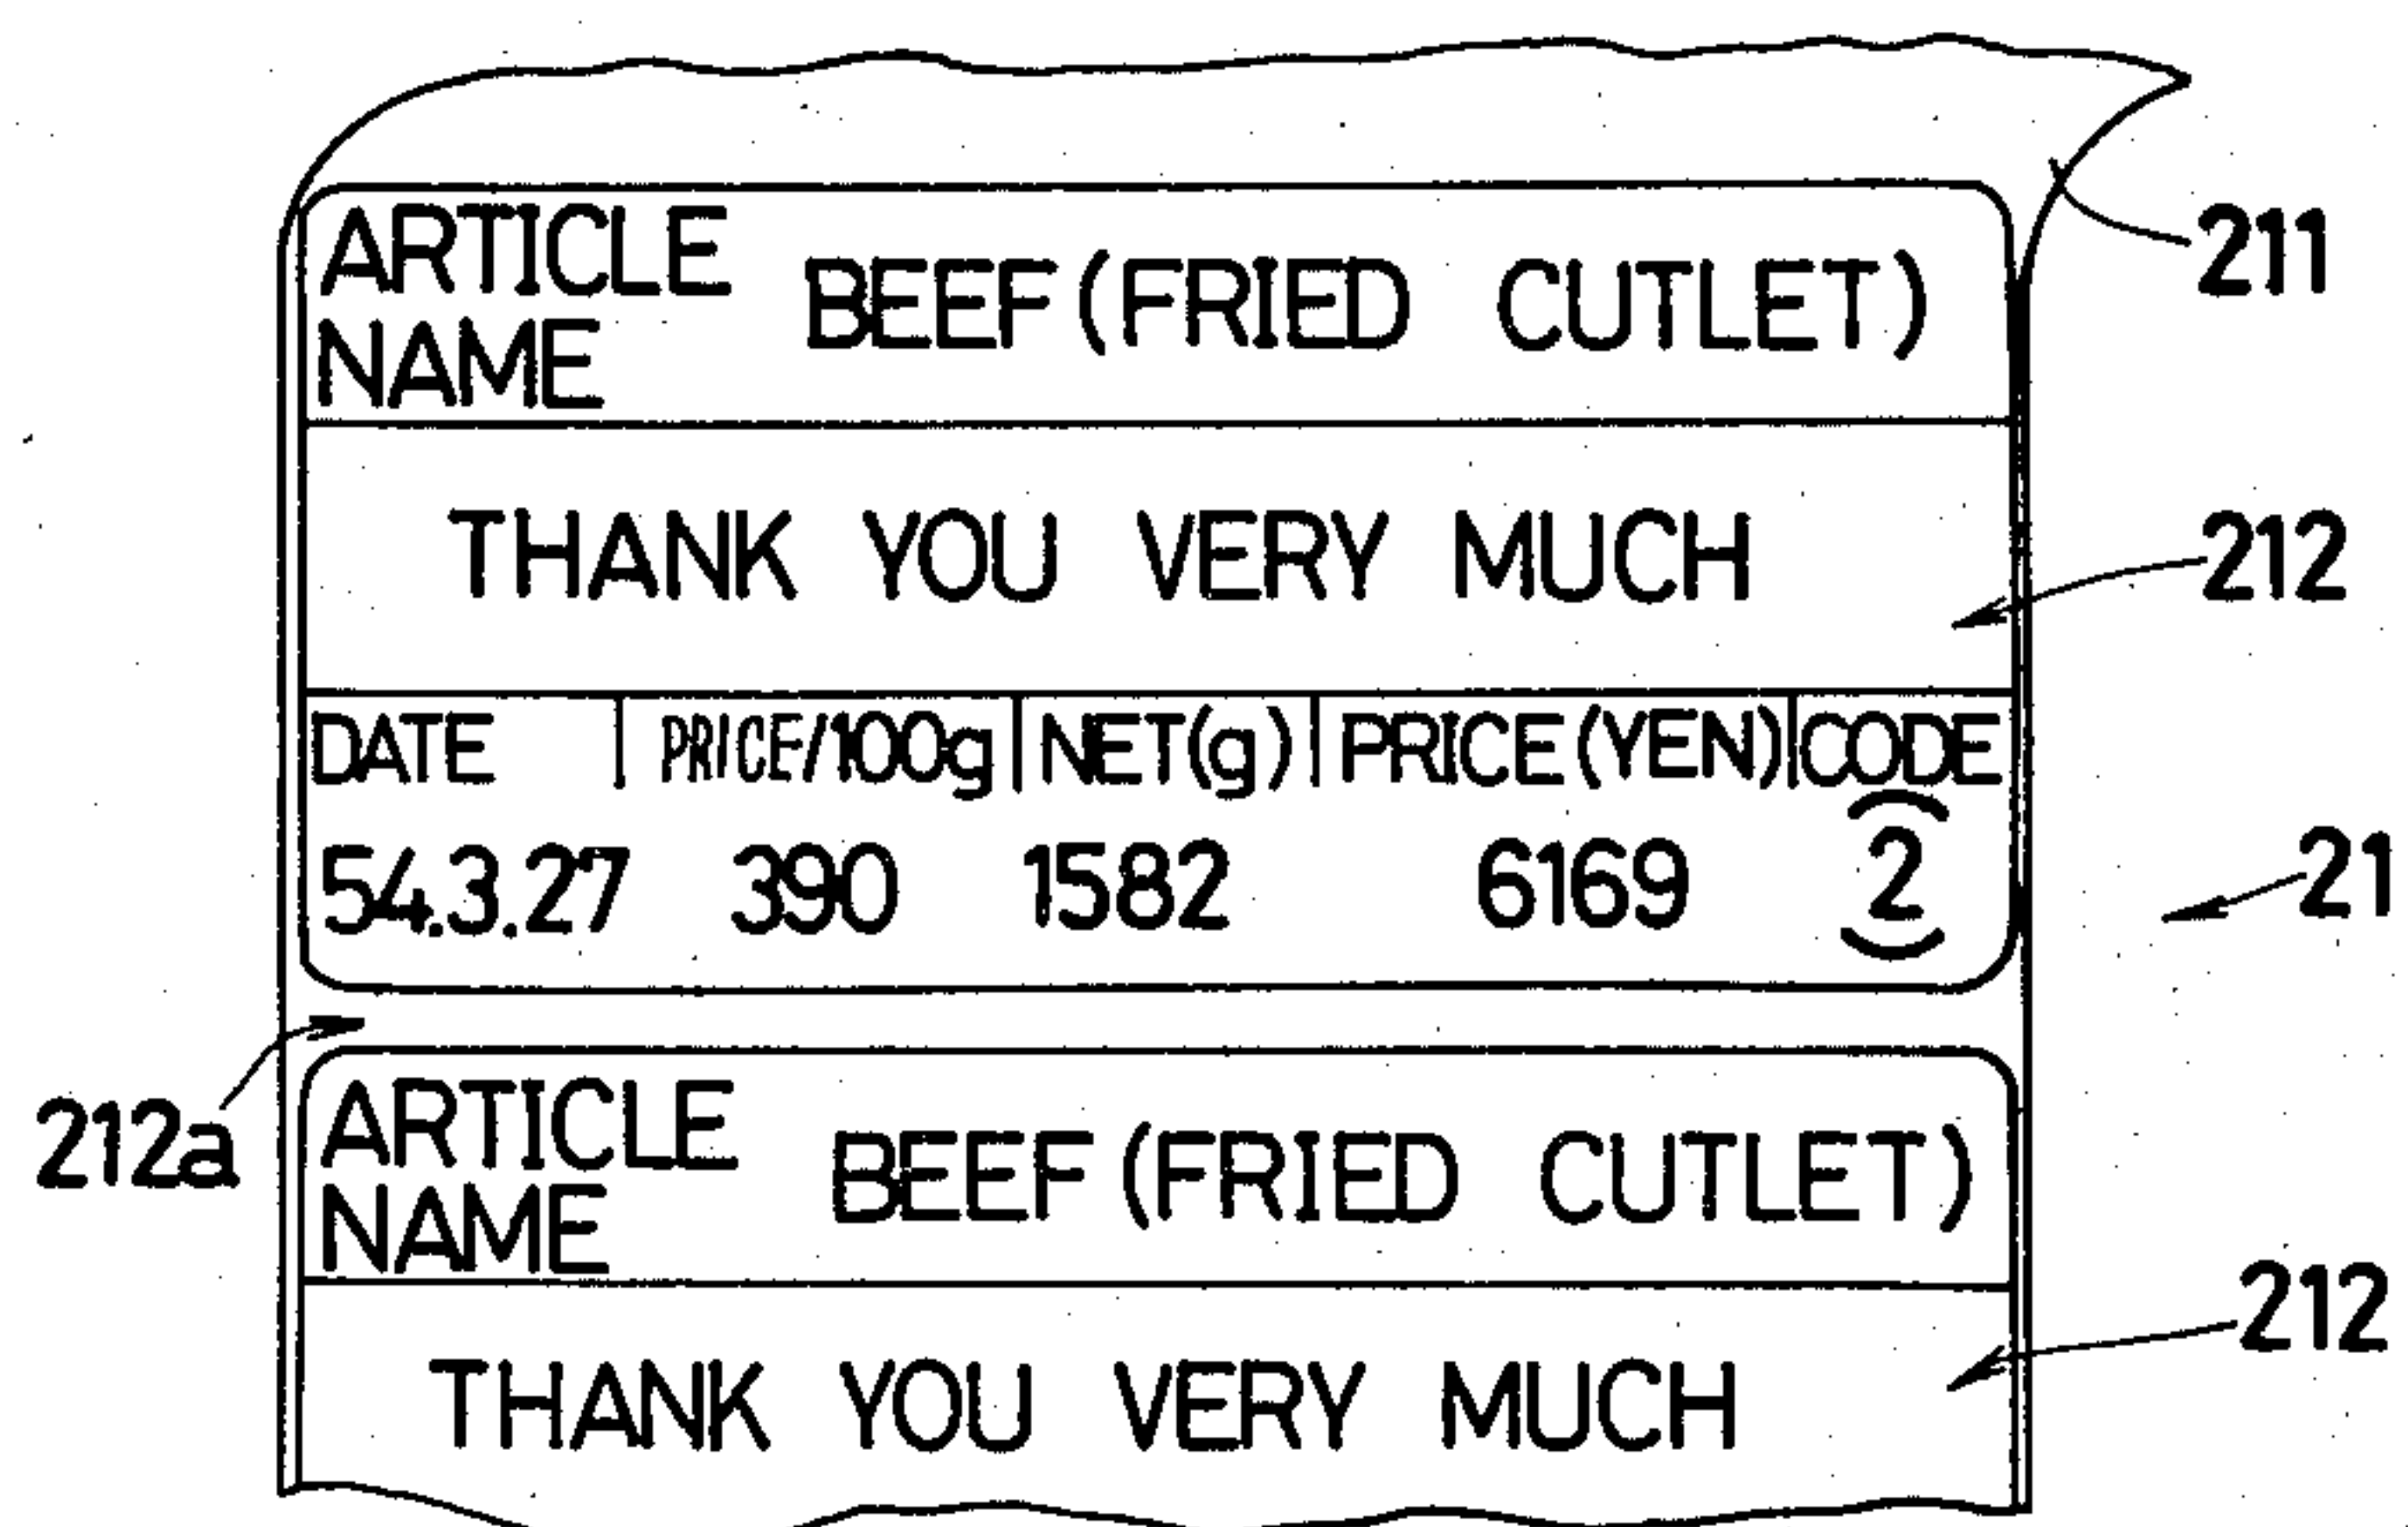 ARTICLE NAME BEEF (FRIED CUTLET)
211
THANK YOU VERY MUCH
212
DATE PRICE/100g NET(g) PRICE(YEN) CODE
54.3.27 390 1582 6169 2
21
212a
ARTICLE NAME BEEF (FRIED CUTLET)
212
THANK YOU VERY MUCH